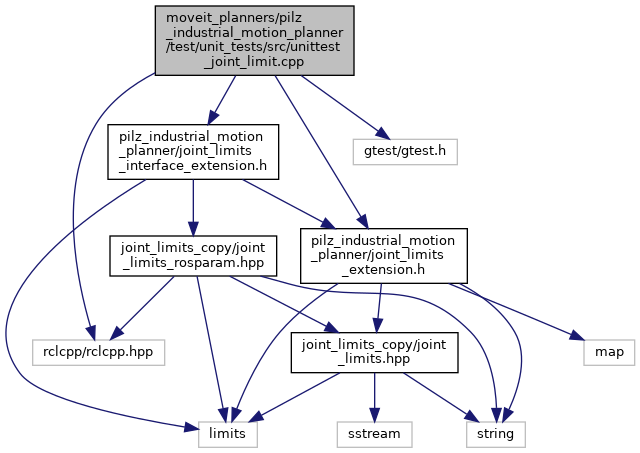 moveit_planners/pilz
_industrial_motion_planner
/test/unit_tests/src/unittest
_joint_limit.cpp
pilz_industrial_motion
_planner/joint_limits
_interface_extension.h
gtest/gtest.h
joint_limits_copy/joint
_limits_rosparam.hpp
pilz_industrial_motion
_planner/joint_limits
_extension.h
rclcpp/rclcpp.hpp
joint_limits_copy/joint
_limits.hpp
map
limits
sstream
string